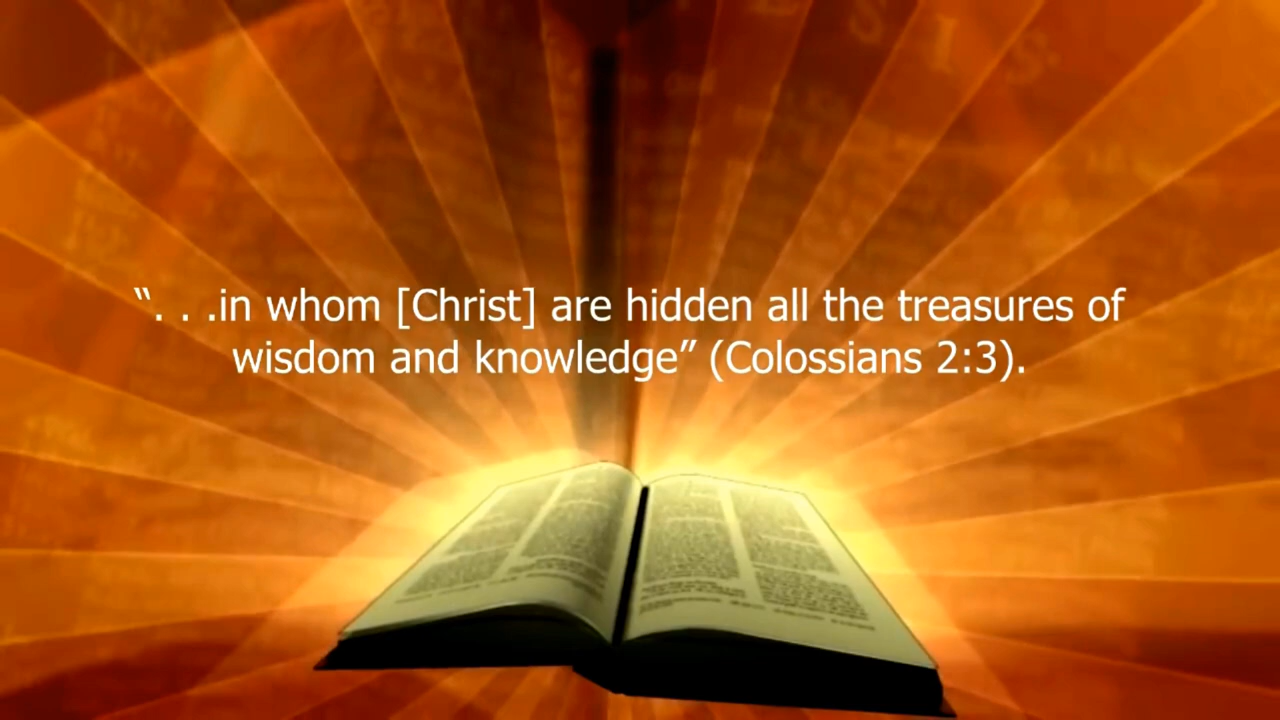 “. . .in whom [Christ] are hidden all the treasures of
wisdom and knowledge” (Colossians 2:3).